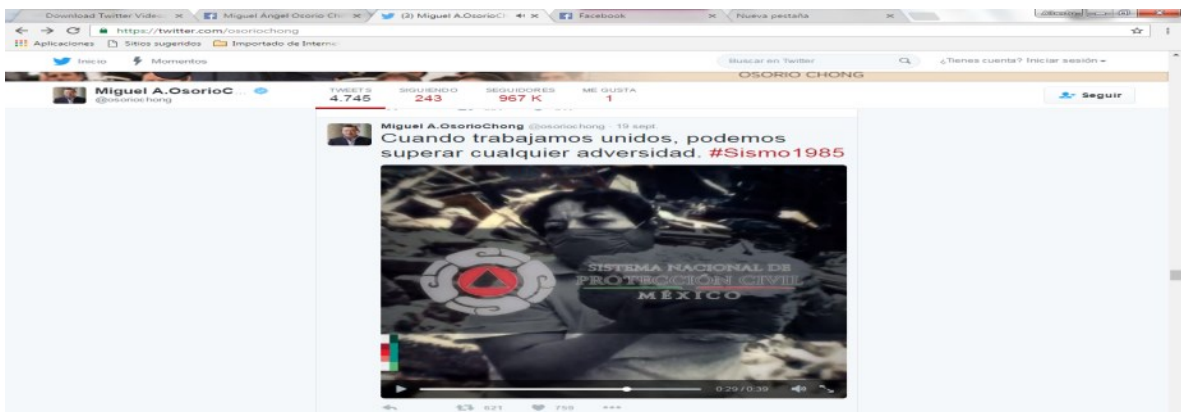 Download Twitter Vide
Miguel Ángel Osorio Ch
(3) Miguel A.OsorioC
Facebook
Nueva pestaña
https://twitter.com/osoriochong
Aplicaciones
Sitios sugeridos
Importado de Interne
Inicio
Momentos
Buscar en Twitter
¿Tienes cuenta? Iniciar sesión
OSORIO CHONG
Miguel A.OsorioC...
@osoriochong
TWEETS
4.745
SIGUIENDO
243
SEGUIDORES
967 K
ME GUSTA
1
Seguir
Miguel A.OsorioChong @osoriochong · 19 sept.
Cuando trabajamos unidos, podemos
superar cualquier adversidad. #Sismo1985
SISTEMA NACIONAL DE
PROTECCIÓN CIVIL
MÉXICO
0:29/0:39
621
759